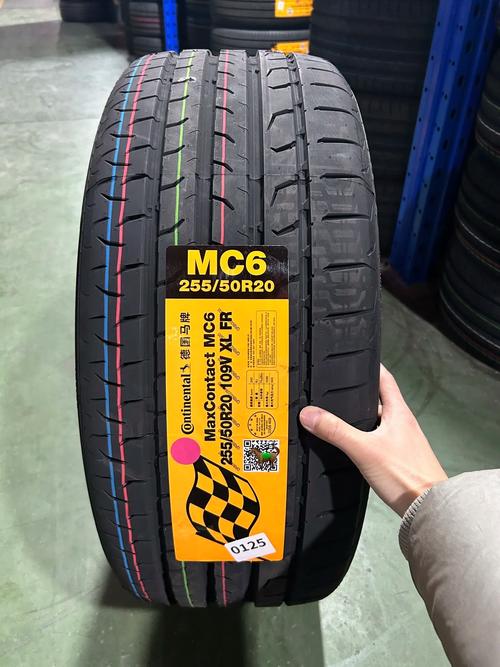 MC6
255/50R20
Continental 德国马牌
MaxContact MC6
255/50R20 109V XL FR
0125